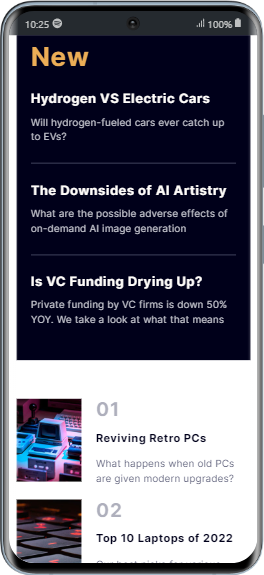 10:25
100%
New
Hydrogen VS Electric Cars
Will hydrogen-fueled cars ever catch up
to EVs?
The Downsides of AI Artistry
What are the possible adverse effects of
on-demand AI image generation
Is VC Funding Drying Up?
Private funding by VC firms is down 50%
YOY. We take a look at what that means
01
Reviving Retro PCs
What happens when old PCs
are given modern upgrades?
02
Top 10 Laptops of 2022